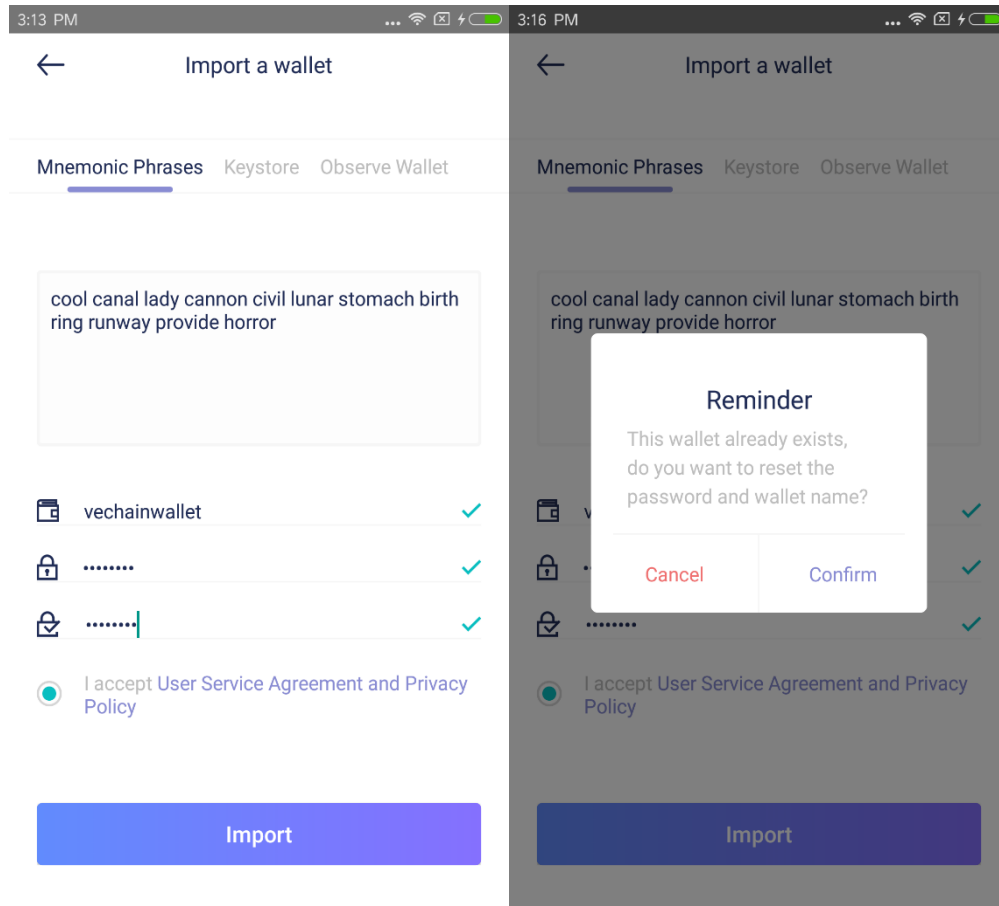 3:13 PM
Import a wallet
Mnemonic Phrases Keystore Observe Wallet
cool canal lady cannon civil lunar stomach birth
ring runway provide horror
vechainwallet
••••••••
••••••••
I accept User Service Agreement and Privacy
Policy
Import
3:16 PM
Import a wallet
Mnemonic Phrases Keystore Observe Wallet
cool canal lady cannon civil lunar stomach birth
ring runway provide horror
Reminder
This wallet already exists,
do you want to reset the
password and wallet name?
Cancel Confirm
••••••••
I accept User Service Agreement and Privacy
Policy
Import